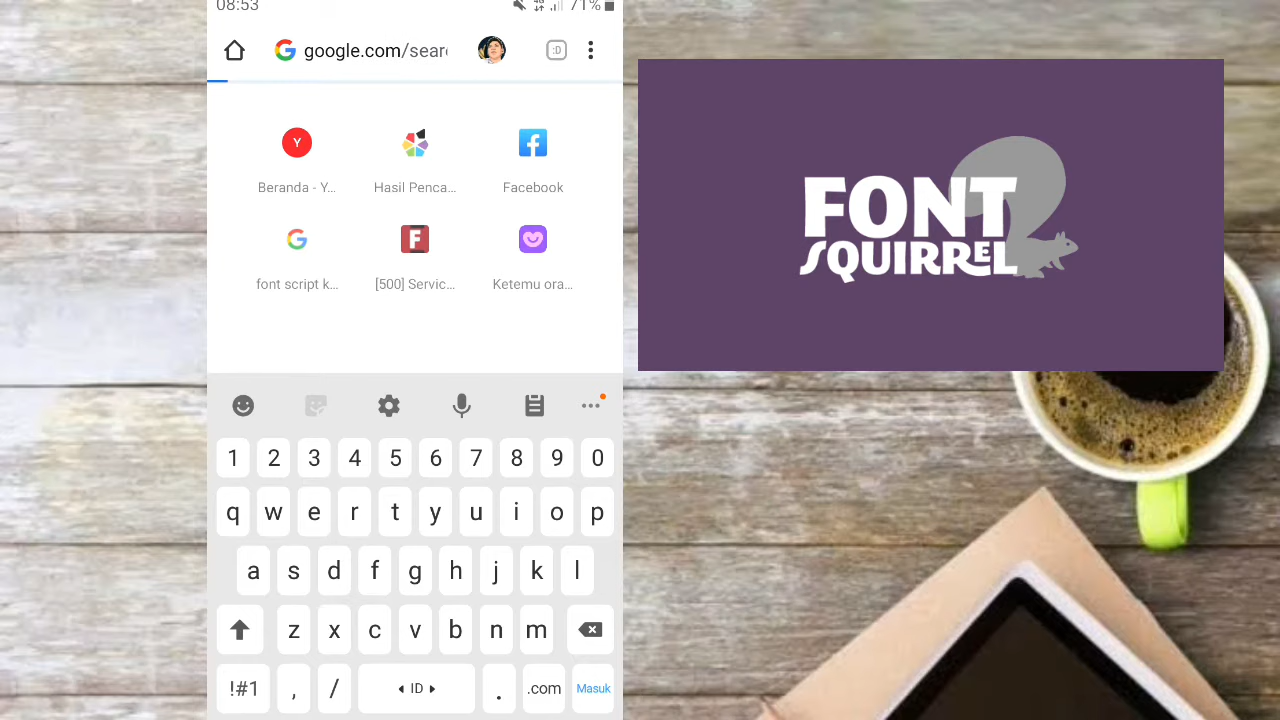 08:53
71%
google.com/sear
:D
Y
Beranda - Y...
Hasil Penca...
Facebook
font script k...
F
[500] Servic...
Ketemu ora...
1 2 3 4 5 6 7 8 9 0
q w e r t y u i o p
a s d f g h j k l
z x c v b n m
!#1 , / ID . .com Masuk
FONT
SQUIRREL